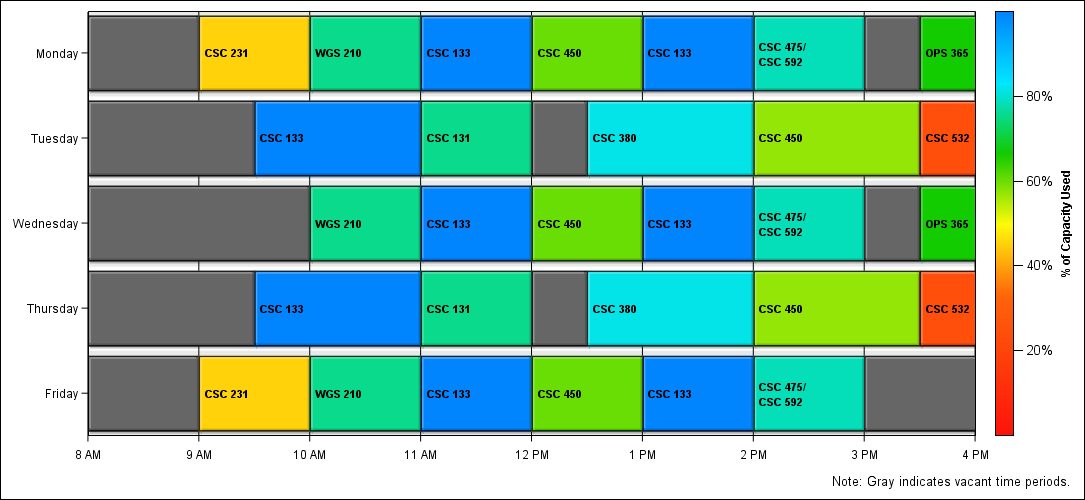 Monday
CSC 231
WGS 210
CSC 133
CSC 450
CSC 133
CSC 475/
CSC 592
OPS 365
Tuesday
CSC 133
CSC 131
CSC 380
CSC 450
CSC 532
Wednesday
WGS 210
CSC 133
CSC 450
CSC 133
CSC 475/
CSC 592
OPS 365
Thursday
CSC 133
CSC 131
CSC 380
CSC 450
CSC 532
Friday
CSC 231
WGS 210
CSC 133
CSC 450
CSC 133
CSC 475/
CSC 592
8 AM
9 AM
10 AM
11 AM
12 PM
1 PM
2 PM
3 PM
4 PM
80%
60%
40%
20%
% of Capacity Used
Note: Gray indicates vacant time periods.